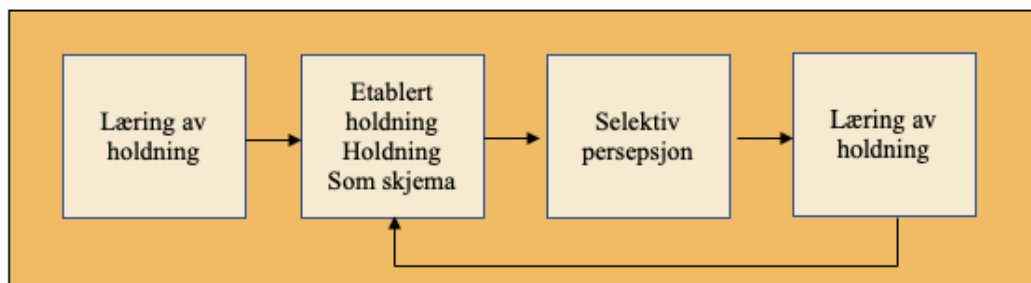 Læring av
holdning
Etablert
holdning
Holdning
Som skjema
Selektiv
persepsjon
Læring av
holdning